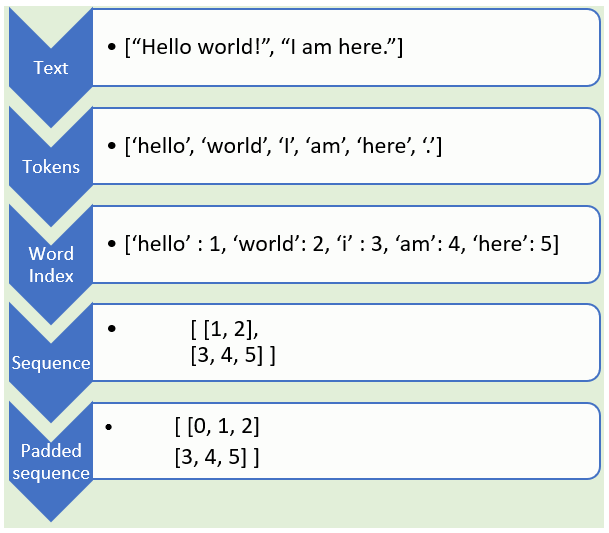 Text
• [“Hello world!”, “I am here.”]
Tokens
• [‘hello’, ‘world’, ‘I’, ‘am’, ‘here’, ‘.’]
Word
Index
• [‘hello’ : 1, ‘world’: 2, ‘i’ : 3, ‘am’: 4, ‘here’: 5]
Sequence
• [ [1, 2],
[3, 4, 5] ]
Padded
sequence
• [ [0, 1, 2]
[3, 4, 5] ]